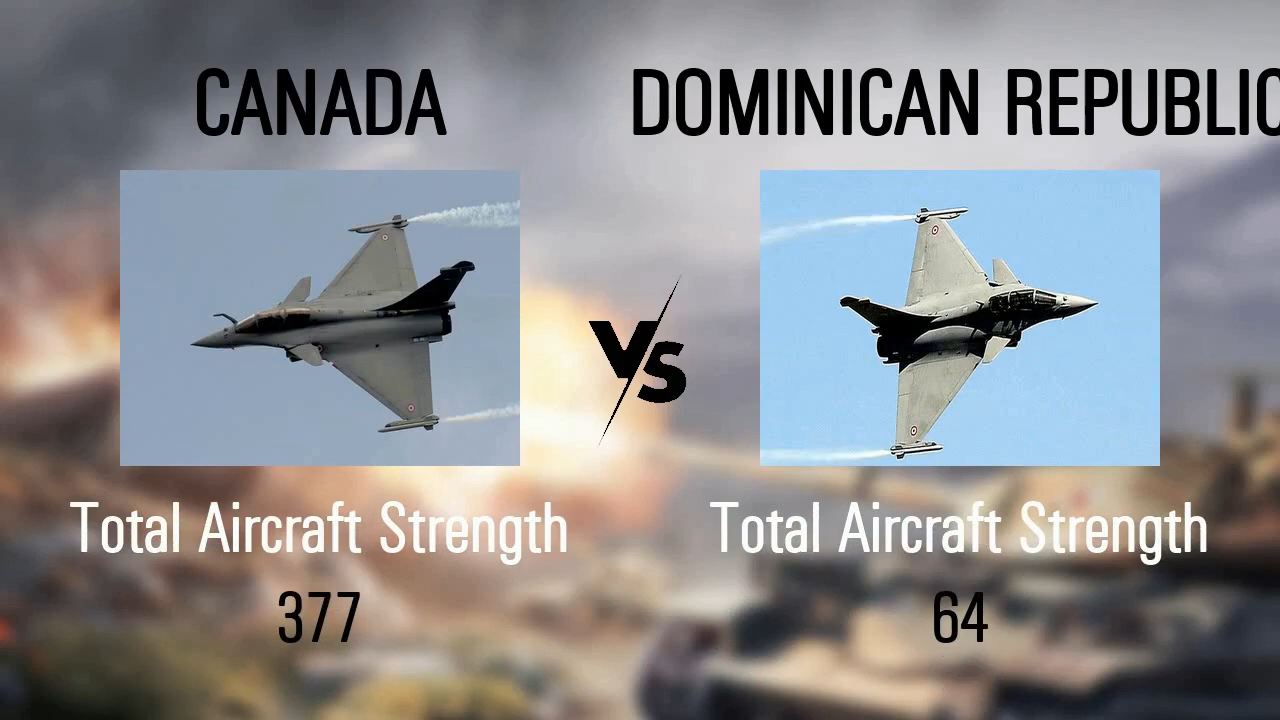 CANADA
DOMINICAN REPUBLIC
VS
Total Aircraft Strength
Total Aircraft Strength
377
64